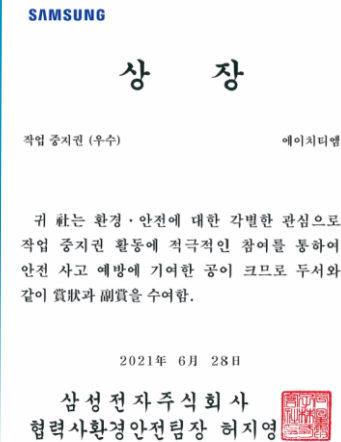 SAMSUNG
상 장
작업 중지권 (우수) 에이치티엠
귀 社는 환경·안전에 대한 각별한 관심으로
작업 중지권 활동에 적극적인 참여를 통하여
안전 사고 예방에 기여한 공이 크므로 두서와
같이 賞狀과 副賞을 수여함.
2021년 6월 28일
삼성전자주식회사
협력사환경안전팀장 허지영